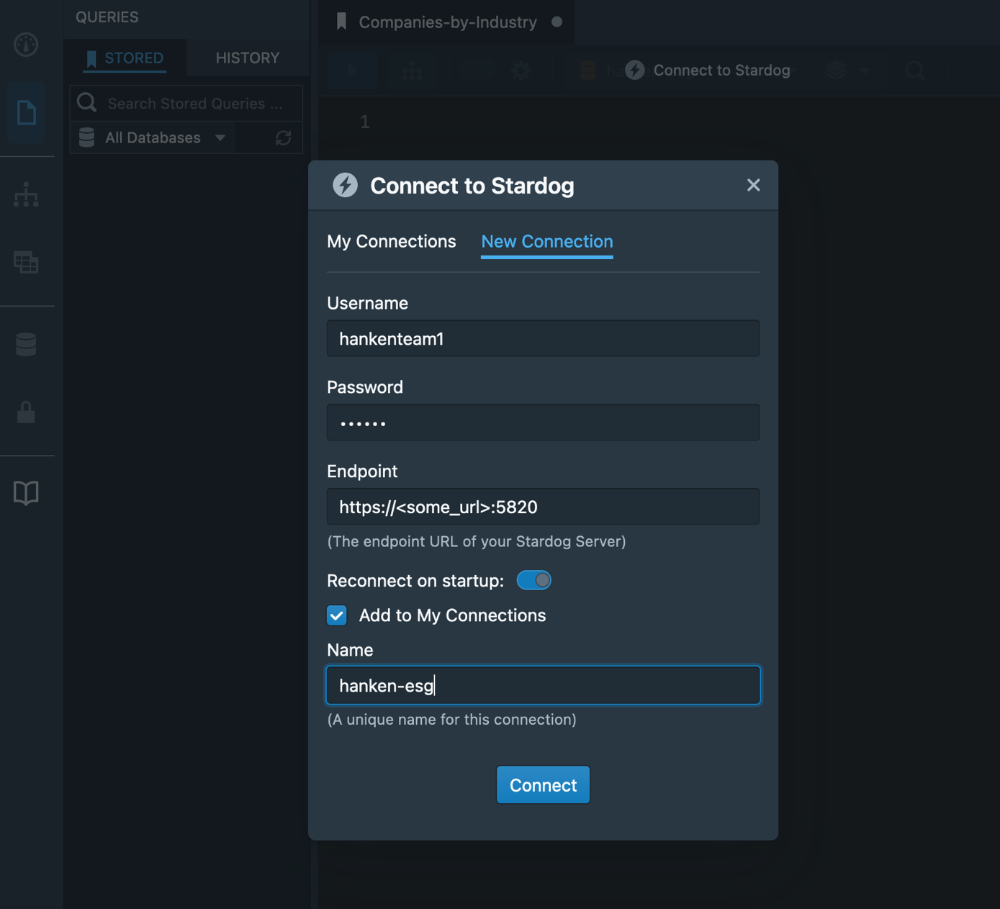 QUERIES
STORED
HISTORY
Search Stored Queries ...
All Databases
Companies-by-Industry
Connect to Stardog
1
Connect to Stardog
My Connections
New Connection
Username
hankenteam1
Password
••••••
Endpoint
https://<some_url>:5820
(The endpoint URL of your Stardog Server)
Reconnect on startup:
Add to My Connections
Name
hanken-esg
(A unique name for this connection)
Connect